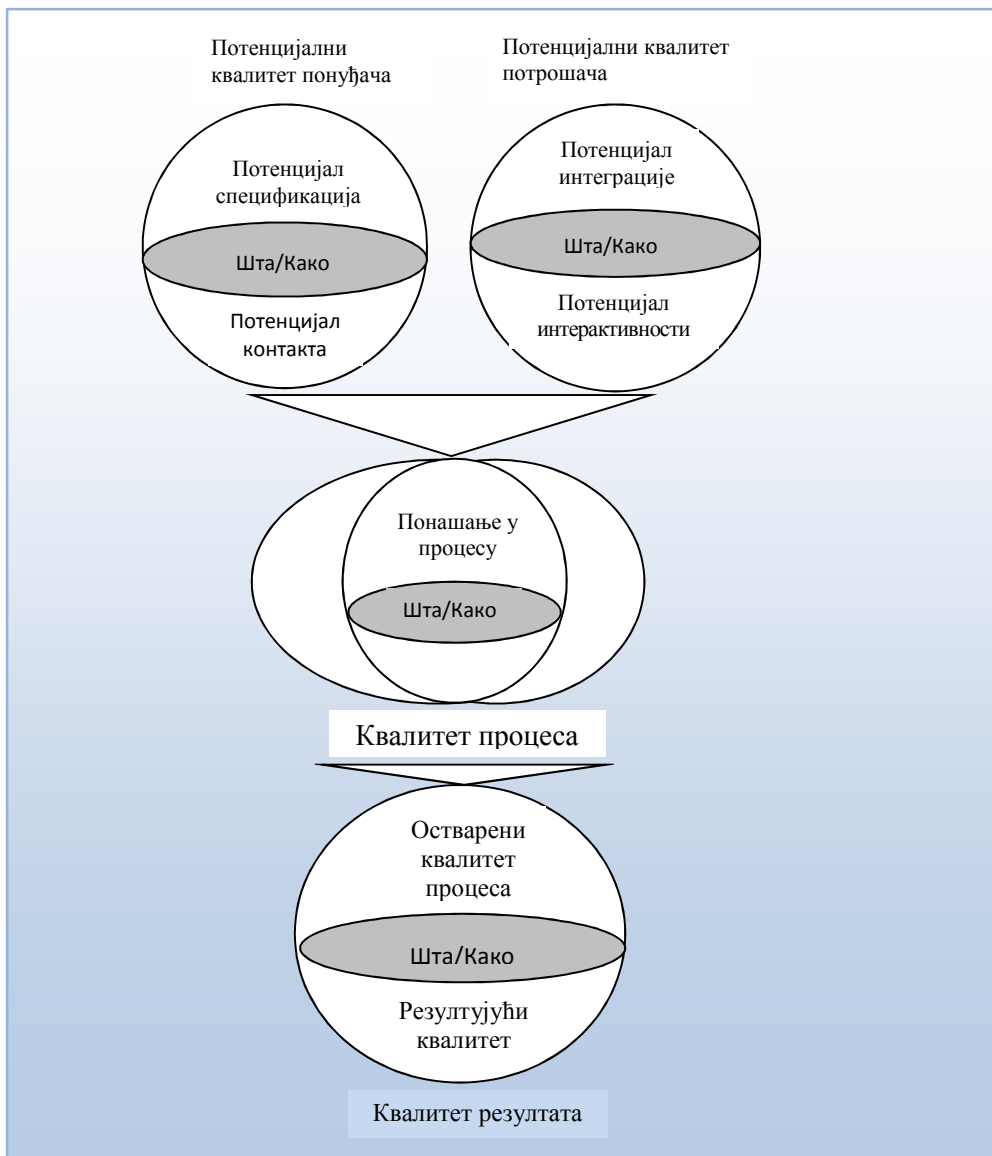 Потенцијални
квалитет понуђача
Потенцијални квалитет
потрошача
Потенцијал
спецификација
Шта/Како
Потенцијал
контакта
Потенцијал
интеграције
Шта/Како
Потенцијал
интерактивности
Понашање у
процесу
Шта/Како
Квалитет процеса
Остварени
квалитет
процеса
Шта/Како
Резултујући
квалитет
Квалитет резултата